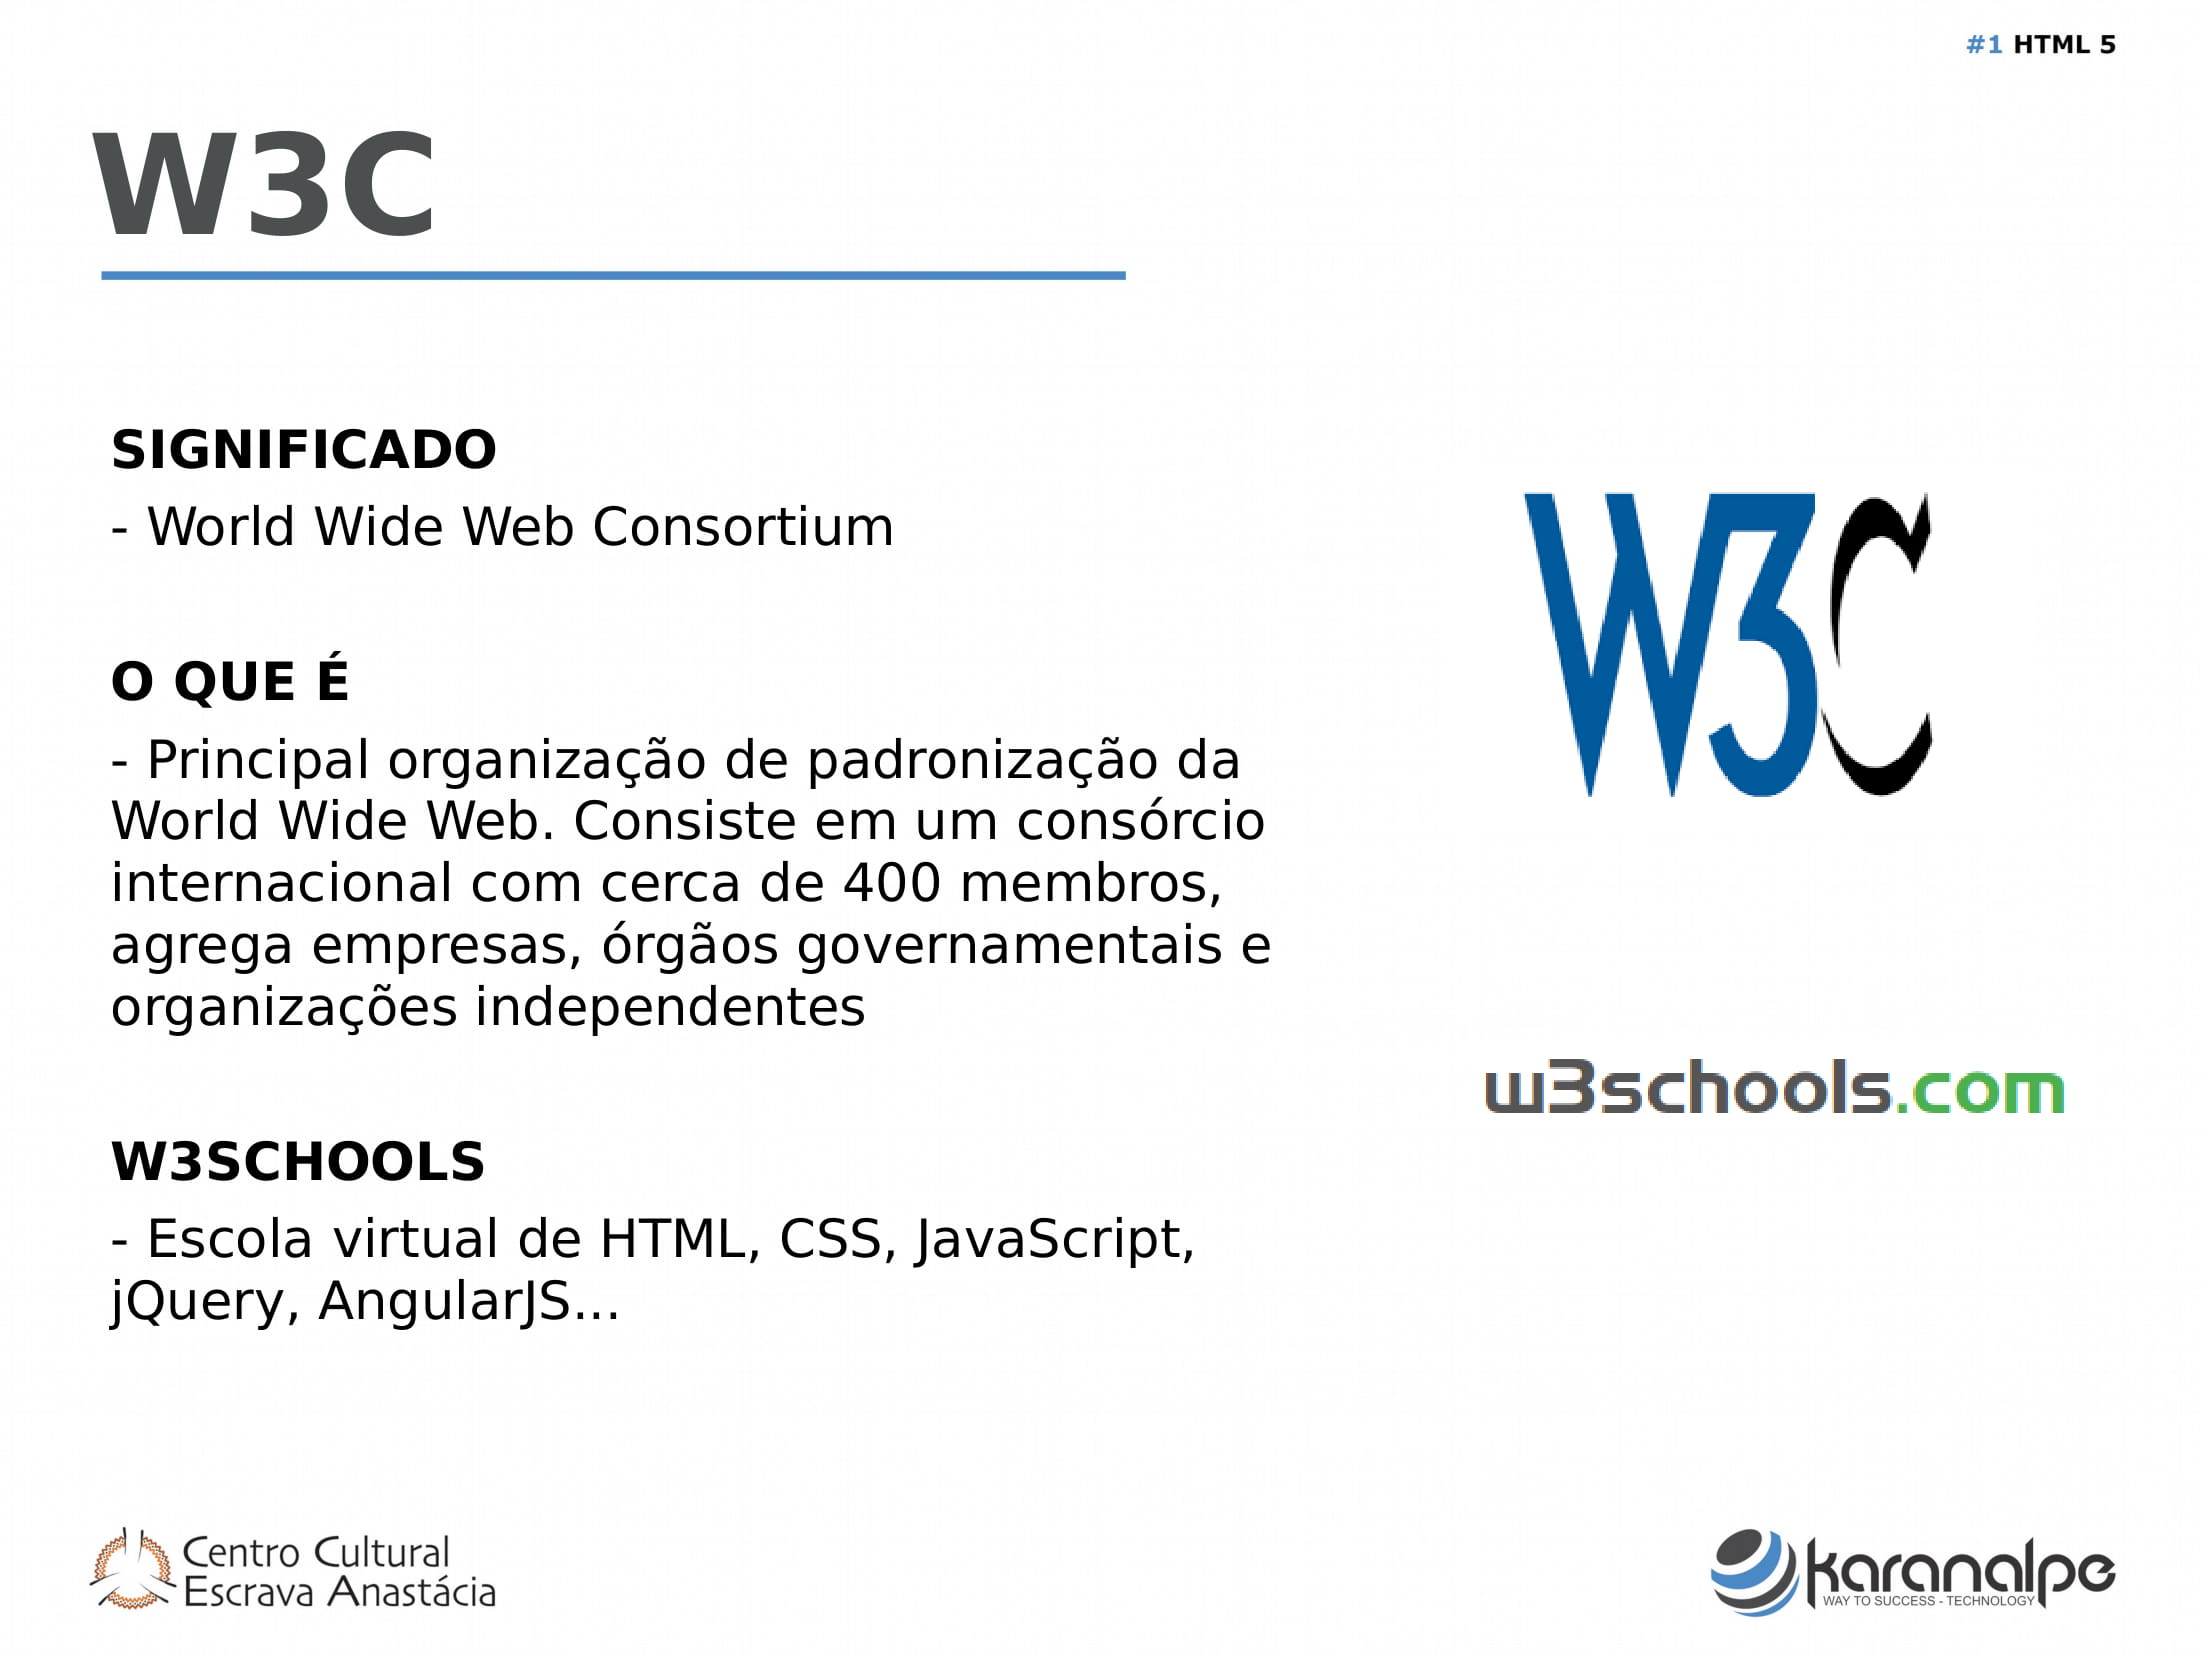 #1 HTML 5
W3C
SIGNIFICADO
- World Wide Web Consortium
O QUE É
- Principal organização de padronização da
World Wide Web. Consiste em um consórcio
internacional com cerca de 400 membros,
agrega empresas, órgãos governamentais e
organizações independentes
W3SCHOOLS
- Escola virtual de HTML, CSS, JavaScript,
jQuery, AngularJS...
W3C
w3schools.com
Centro Cultural
Escrava Anastácia
karanalpe
WAY TO SUCCESS - TECHNOLOGY